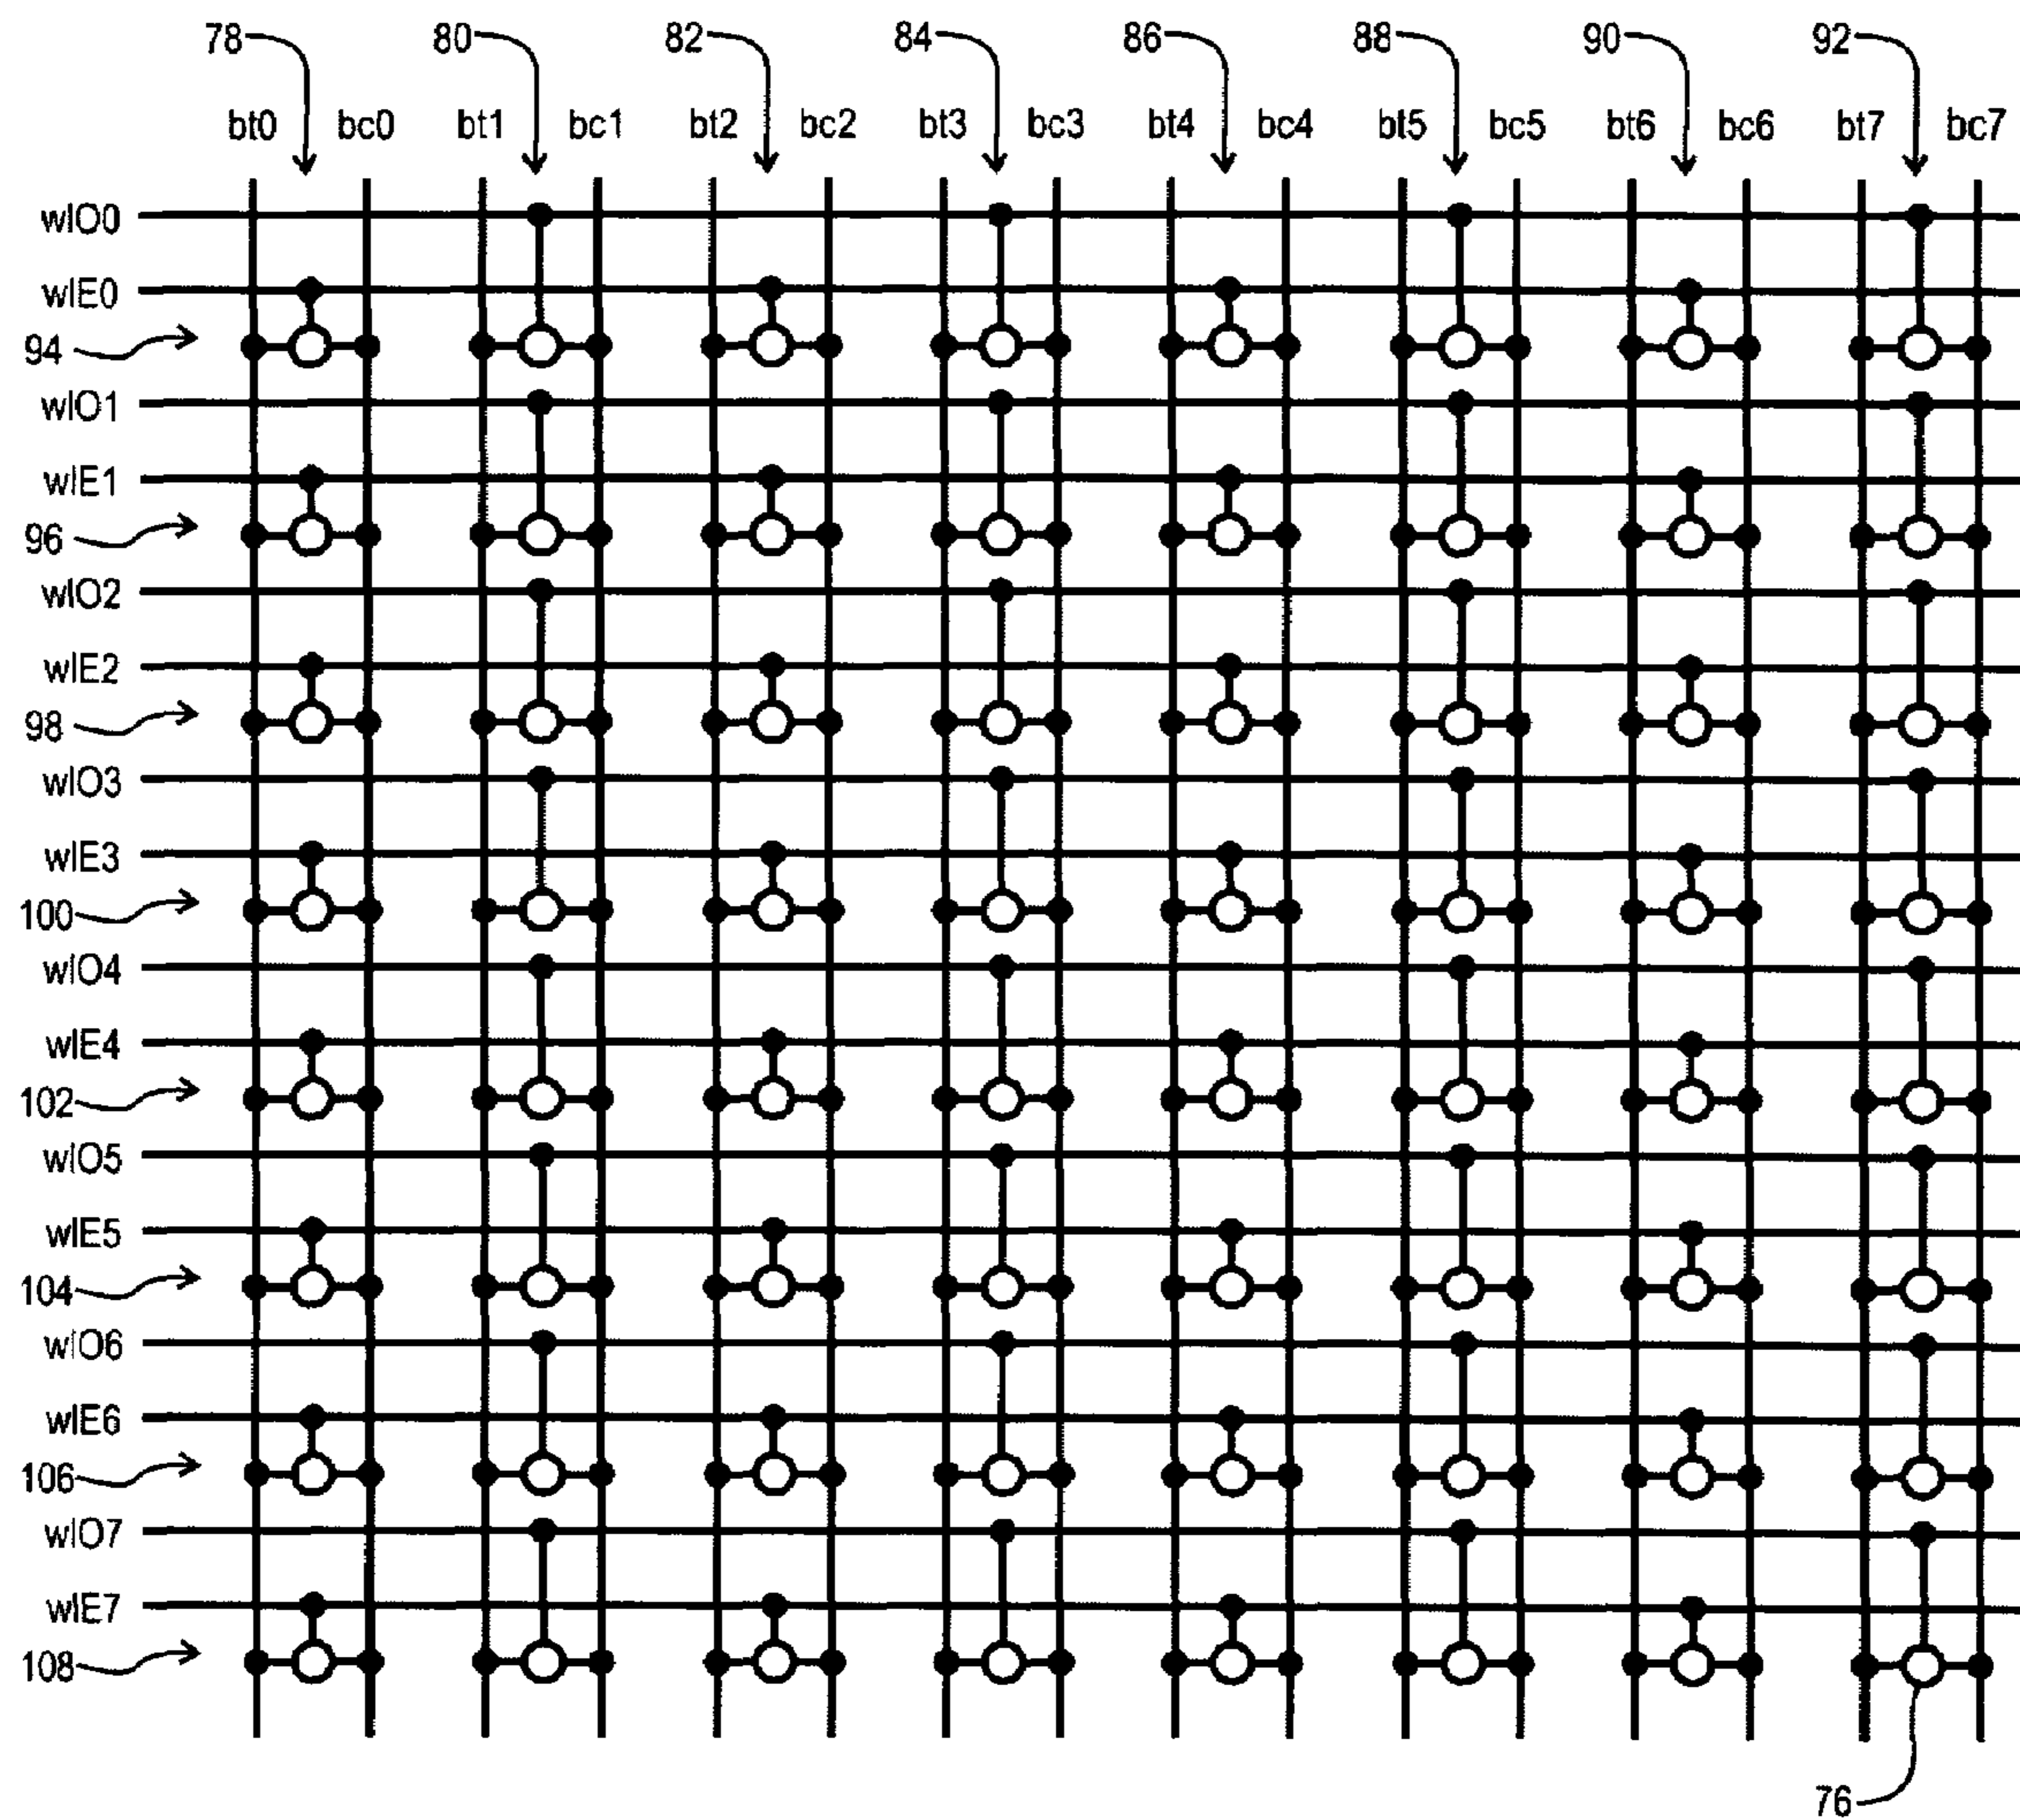 78 80 82 84 86 88 90 92
bt0 bc0 bt1 bc1 bt2 bc2 bt3 bc3 bt4 bc4 bt5 bc5 bt6 bc6 bt7 bc7
wlO0
wlE0
94
wlO1
wlE1
96
wlO2
wlE2
98
wlO3
wlE3
100
wlO4
wlE4
102
wlO5
wlE5
104
wlO6
wlE6
106
wlO7
wlE7
108
76